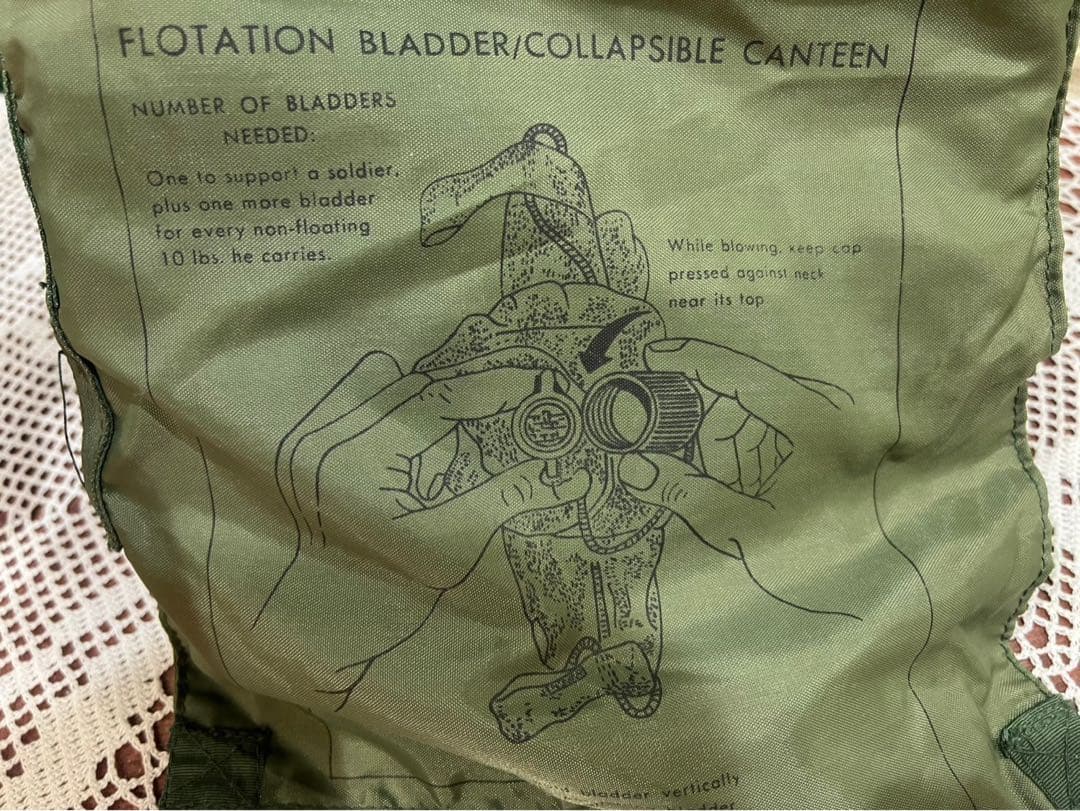 FLOTATION BLADDER/COLLAPSIBLE CANTEEN
NUMBER OF BLADDERS
NEEDED:
One to support a soldier,
plus one more bladder
for every non-floating
10 lbs. he carries.
While blowing, keep cap
pressed against neck
near its top
bladder vertically
bladder